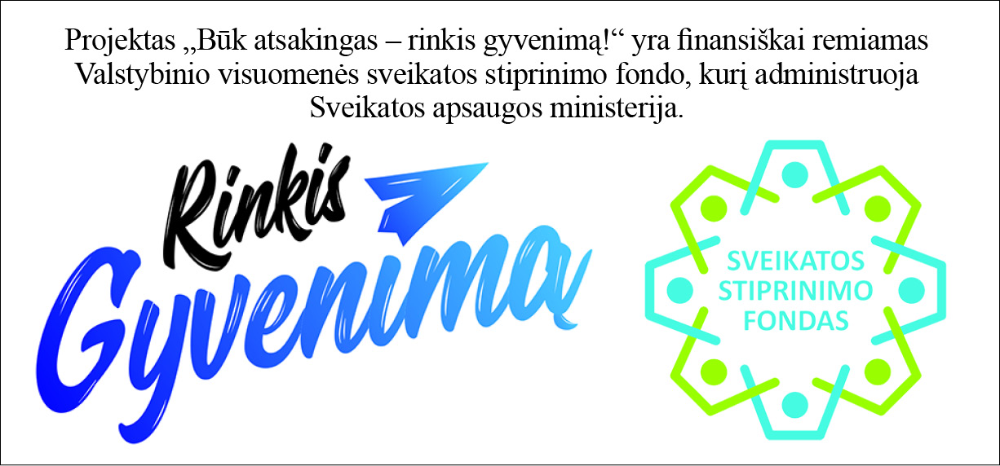 Projektas „Būk atsakingas – rinkis gyvenimą!“ yra finansiškai remiamas
Valstybinio visuomenės sveikatos stiprinimo fondo, kurį administruoja
Sveikatos apsaugos ministerija.
Rinkis
Gyvenimą
SVEIKATOS
STIPRINIMO
FONDAS